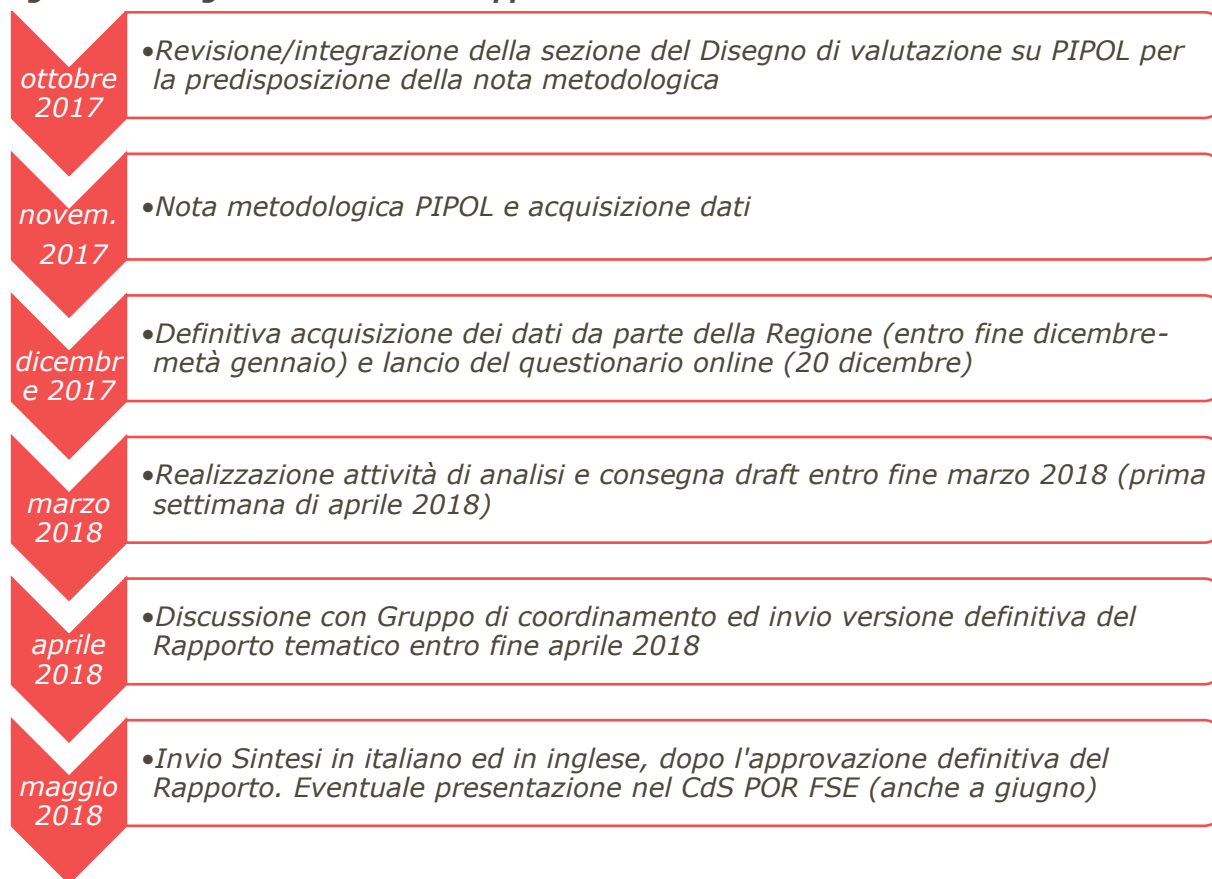 ottobre
2017
•Revisione/integrazione della sezione del Disegno di valutazione su PIPOL per
la predisposizione della nota metodologica
novem.
2017
•Nota metodologica PIPOL e acquisizione dati
dicembr
e 2017
•Definitiva acquisizione dei dati da parte della Regione (entro fine dicembre-
metà gennaio) e lancio del questionario online (20 dicembre)
marzo
2018
•Realizzazione attività di analisi e consegna draft entro fine marzo 2018 (prima
settimana di aprile 2018)
aprile
2018
•Discussione con Gruppo di coordinamento ed invio versione definitiva del
Rapporto tematico entro fine aprile 2018
maggio
2018
•Invio Sintesi in italiano ed in inglese, dopo l'approvazione definitiva del
Rapporto. Eventuale presentazione nel CdS POR FSE (anche a giugno)